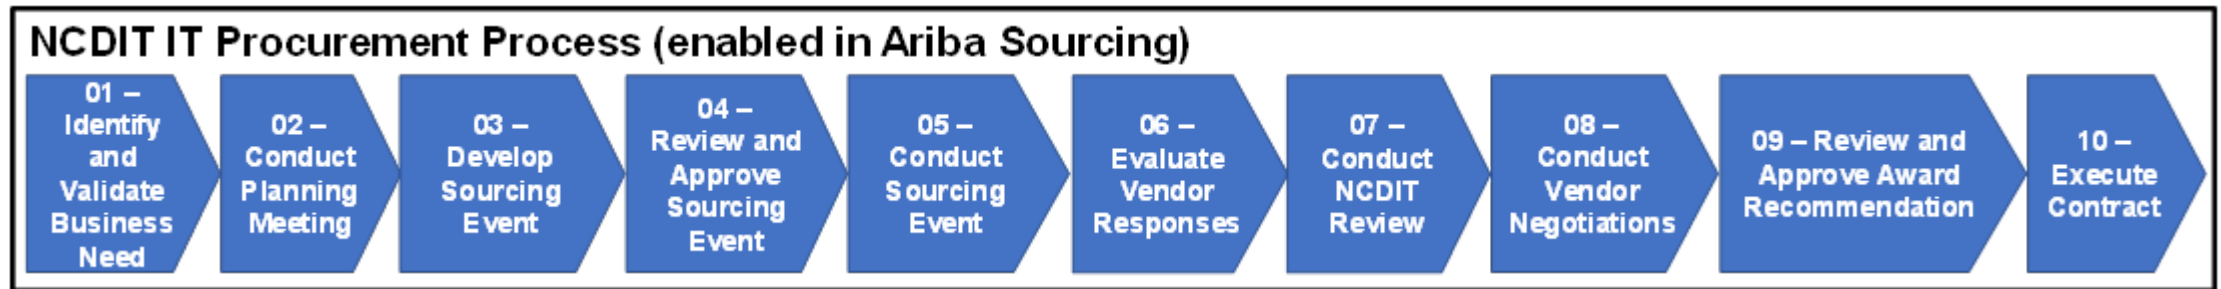 NCDIT IT Procurement Process (enabled in Ariba Sourcing)
01 –
Identify
and
Validate
Business
Need
02 –
Conduct
Planning
Meeting
03 –
Develop
Sourcing
Event
04 –
Review and
Approve
Sourcing
Event
05 –
Conduct
Sourcing
Event
06 –
Evaluate
Vendor
Responses
07 –
Conduct
NCDIT
Review
08 –
Conduct
Vendor
Negotiations
09 – Review and
Approve Award
Recommendation
10 –
Execute
Contract